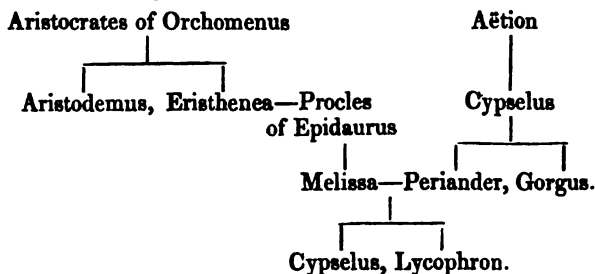 Aristocrates of Orchomenus Aëtion
Aristodemus, Eristhenea—Procles Cypselus
of Epidaurus
Melissa—Periander, Gorgus.
Cypselus, Lycophron.